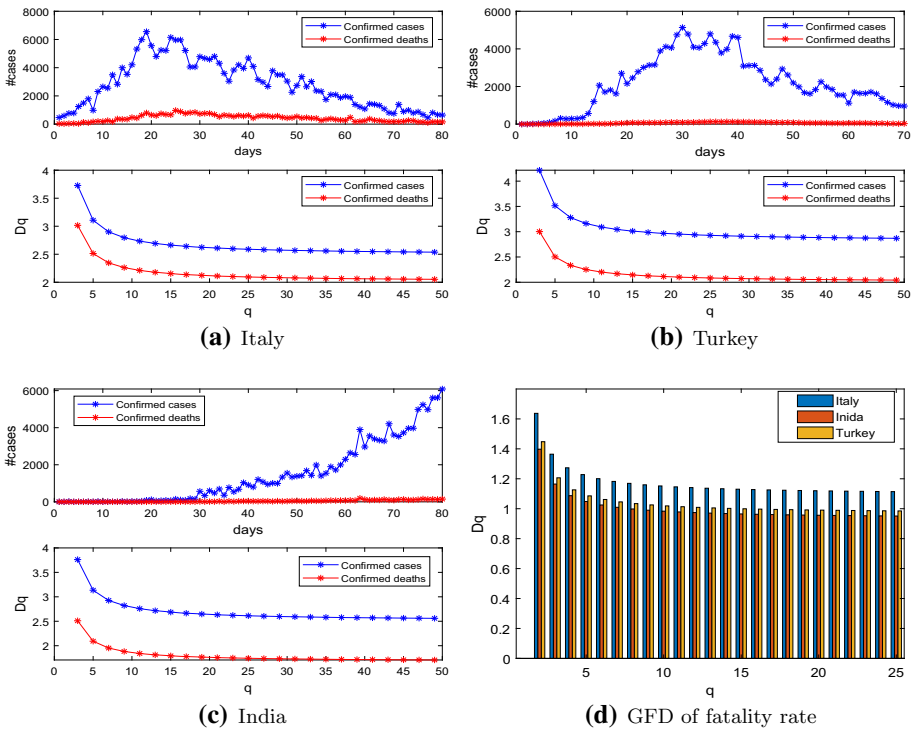 8000
6000
4000
2000
0
#cases
Confirmed cases
Confirmed deaths
0 10 20 30 40 50 60 70 80
days
4
3.5
3
2.5
2
Dq
Confirmed cases
Confirmed deaths
0 5 10 15 20 30 30 35 40 45 50
q
(a) Italy
6000
4000
2000
0
#cases
Confirmed cases
Confirmed deaths
0 10 20 30 40 50 60 70
days
4
3.5
3
2.5
2
Dq
Confirmed cases
Confirmed deaths
0 5 10 15 20 30 30 35 40 45 50
q
(b) Turkey
6000
4000
2000
0
#cases
Confirmed cases
Confirmed deaths
0 10 20 30 40 50 60 70 80
days
4
3.5
3
2.5
2
Dq
Confirmed cases
Confirmed deaths
0 5 10 15 20 30 30 35 40 45 50
q
(c) India
1.6
1.4
1.2
1
0.8
0.6
0.4
0.2
0
Dq
Italy
Inida
Turkey
5 10 15 20 25
q
(d) GFD of fatality rate